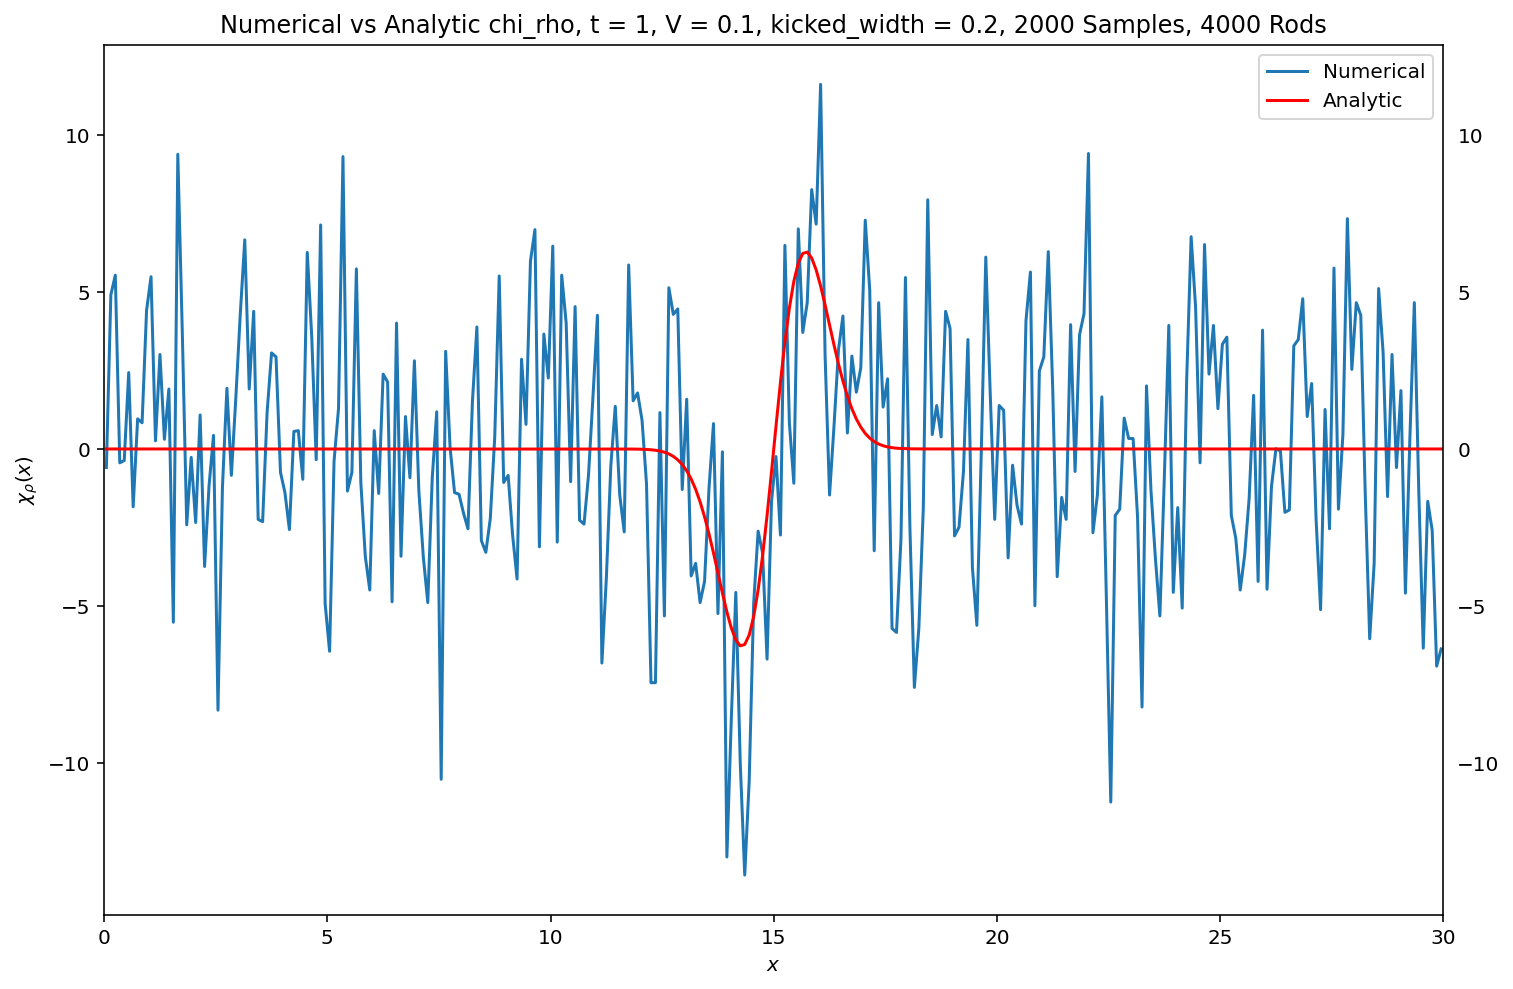 Numerical vs Analytic chi_rho, t = 1, V = 0.1, kicked_width = 0.2, 2000 Samples, 4000 Rods
Numerical
Analytic
10
5
0
−5
−10
10
5
0
−5
−10
χρ(x)
0 5 10 15 20 25 30
x